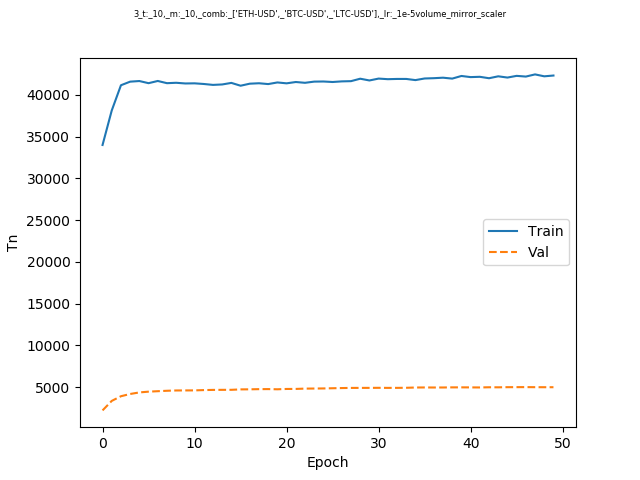 3_t:_10,_m:_10,_comb:_['ETH-USD',_'BTC-USD',_'LTC-USD'],_lr:_1e-5volume_mirror_scaler
40000
35000
30000
25000
20000
15000
10000
5000
Tn
Train
Val
0 10 20 30 40 50
Epoch